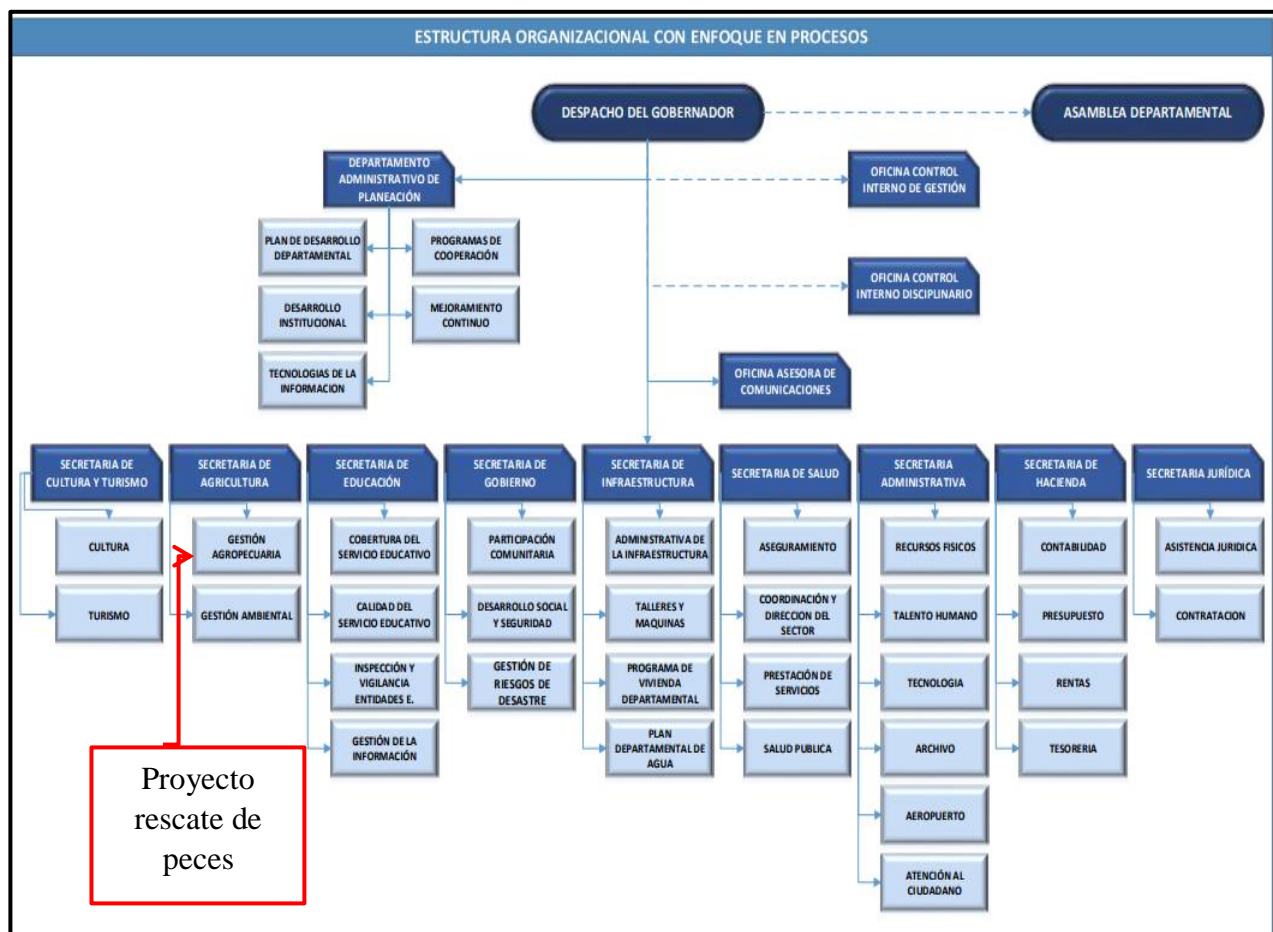 ESTRUCTURA ORGANIZACIONAL CON ENFOQUE EN PROCESOS
DESPACHO DEL GOBERNADOR
ASAMBLEA DEPARTAMENTAL
DEPARTAMENTO
ADMINISTRATIVO DE
PLANEACIÓN
OFICINA CONTROL
INTERNO DE GESTIÓN
PLAN DE DESARROLLO
DEPARTAMENTAL
PROGRAMAS DE
COOPERACIÓN
OFICINA CONTROL
INTERNO DISCIPLINARIO
DESARROLLO
INSTITUCIONAL
MEJORAMIENTO
CONTINUO
TECNOLOGIAS DE LA
INFORMACION
OFICINA ASESORA DE
COMUNICACIONES
SECRETARIA DE
CULTURA Y TURISMO
SECRETARIA DE
AGRICULTURA
SECRETARIA DE
EDUCACIÓN
SECRETARIA DE
GOBIERNO
SECRETARIA DE
INFRAESTRUCTURA
SECRETARIA DE SALUD
SECRETARIA
ADMINISTRATIVA
SECRETARIA DE
HACIENDA
SECRETARIA JURÍDICA
CULTURA
GESTIÓN
AGROPECUARIA
COBERTURA DEL
SERVICIO EDUCATIVO
PARTICIPACIÓN
COMUNITARIA
ADMINISTRATIVA DE
LA INFRAESTRUCTURA
ASEGURAMIENTO
RECURSOS FISICOS
CONTABILIDAD
ASISTENCIA JURIDICA
TURISMO
GESTIÓN AMBIENTAL
CALIDAD DEL
SERVICIO EDUCATIVO
DESARROLLO SOCIAL
Y SEGURIDAD
TALLERES Y
MAQUINAS
COORDINACIÓN Y
DIRECCION DEL
SECTOR
TALENTO HUMANO
PRESUPUESTO
CONTRATACION
INSPECCIÓN Y
VIGILANCIA
ENTIDADES E.
GESTIÓN DE
RIESGOS DE
DESASTRE
PROGRAMA DE
VIVIENDA
DEPARTAMENTAL
PRESTACIÓN DE
SERVICIOS
TECNOLOGIA
RENTAS
GESTIÓN DE LA
INFORMACIÓN
PLAN
DEPARTAMENTAL DE
AGUA
SALUD PUBLICA
ARCHIVO
TESORERIA
AEROPUERTO
ATENCIÓN AL
CIUDADANO
Proyecto
rescate de
peces